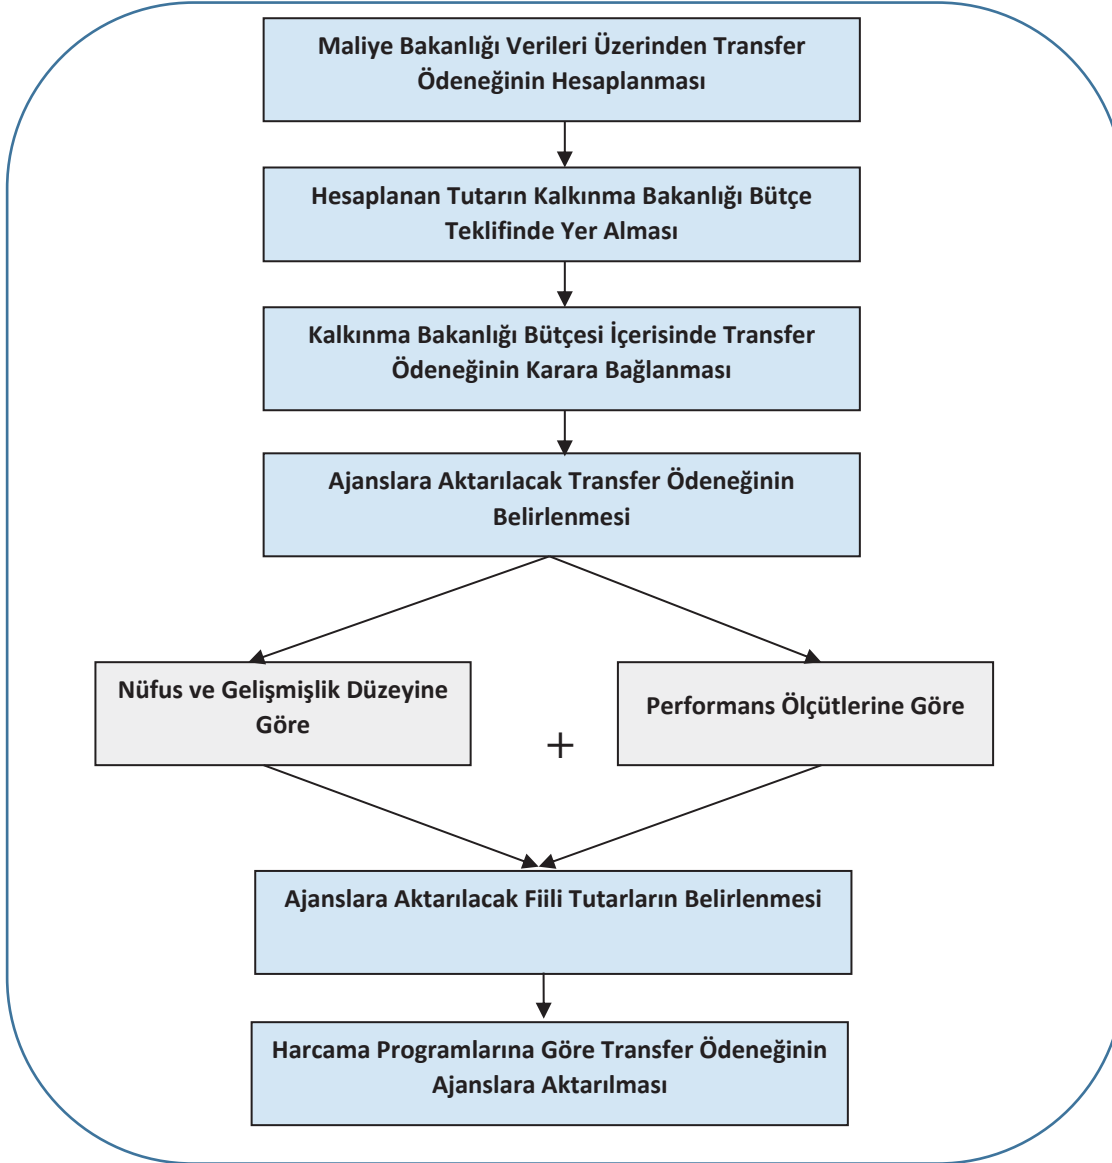 Maliye Bakanlığı Verileri Üzerinden Transfer
Ödeneğinin Hesaplanması
Hesaplanan Tutarın Kalkınma Bakanlığı Bütçe
Teklifinde Yer Alması
Kalkınma Bakanlığı Bütçesi İçerisinde Transfer
Ödeneğinin Karara Bağlanması
Ajanslara Aktarılacak Transfer Ödeneğinin
Belirlenmesi
Nüfus ve Gelişmişlik Düzeyine
Göre
+
Performans Ölçütlerine Göre
Ajanslara Aktarılacak Fiili Tutarların Belirlenmesi
Harcama Programlarına Göre Transfer Ödeneğinin
Ajanslara Aktarılması